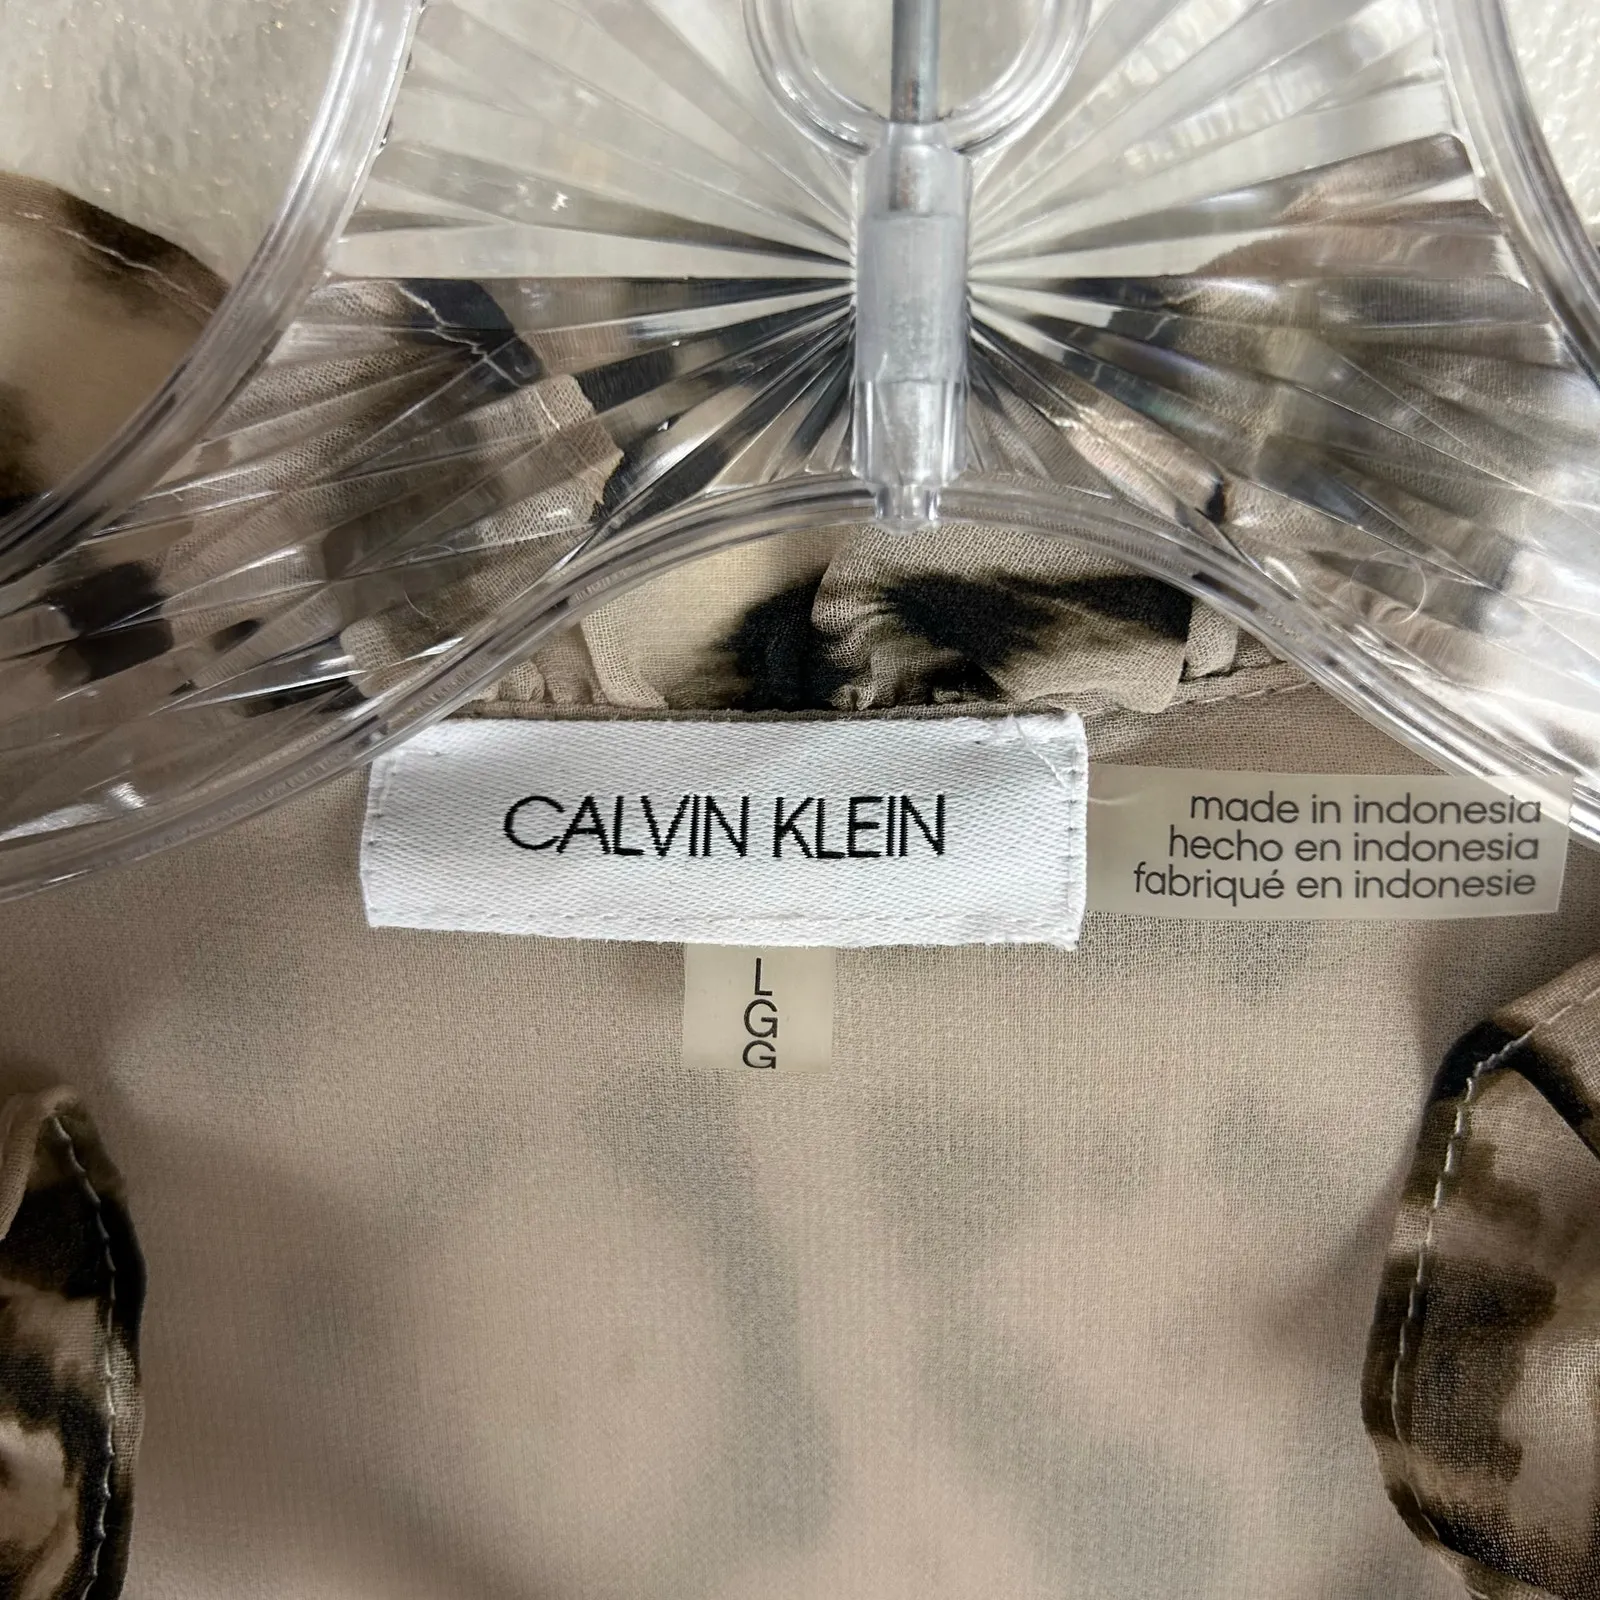 CALVIN KLEIN
made in indonesia
hecho en indonesia
fabriqué en indonesie
L
G
G